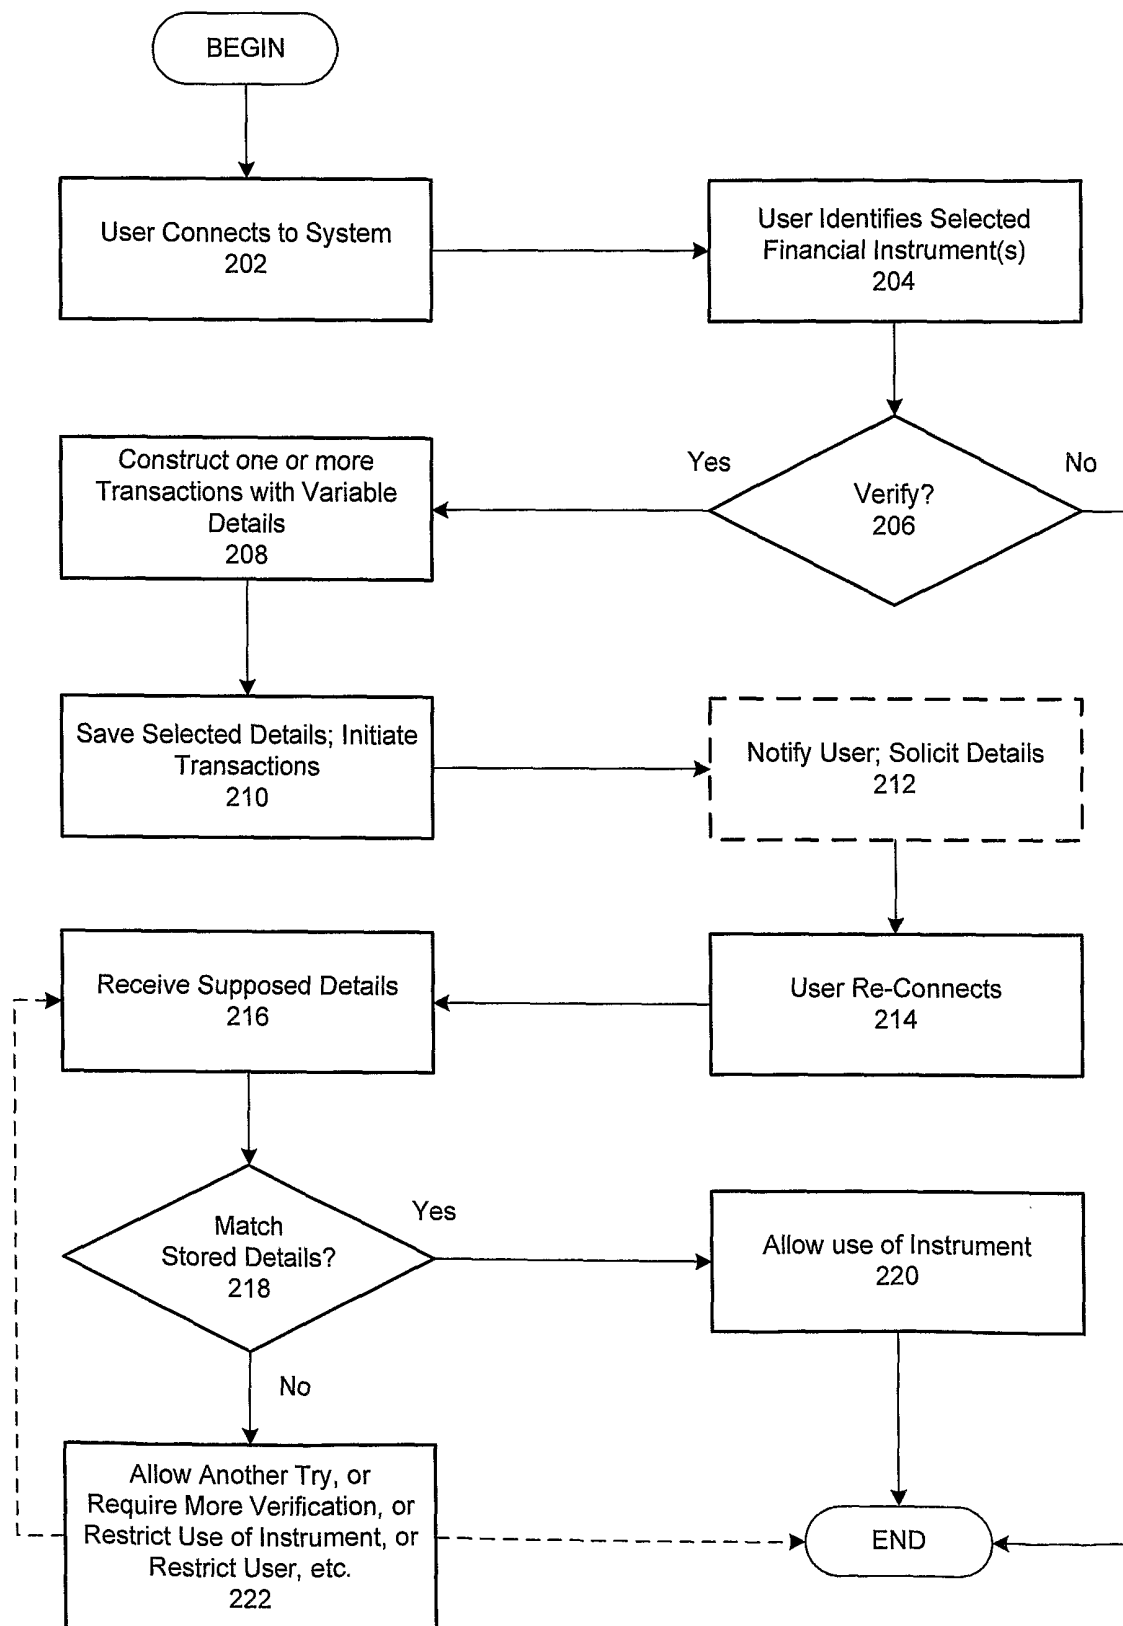 BEGIN
User Connects to System
202
User Identifies Selected
Financial Instrument(s)
204
Construct one or more
Transactions with Variable
Details
208
Yes
Verify?
206
No
Save Selected Details; Initiate
Transactions
210
Notify User; Solicit Details
212
Receive Supposed Details
216
User Re-Connects
214
Match
Stored Details?
218
Yes
Allow use of Instrument
220
No
Allow Another Try, or
Require More Verification, or
Restrict Use of Instrument, or
Restrict User, etc.
222
END